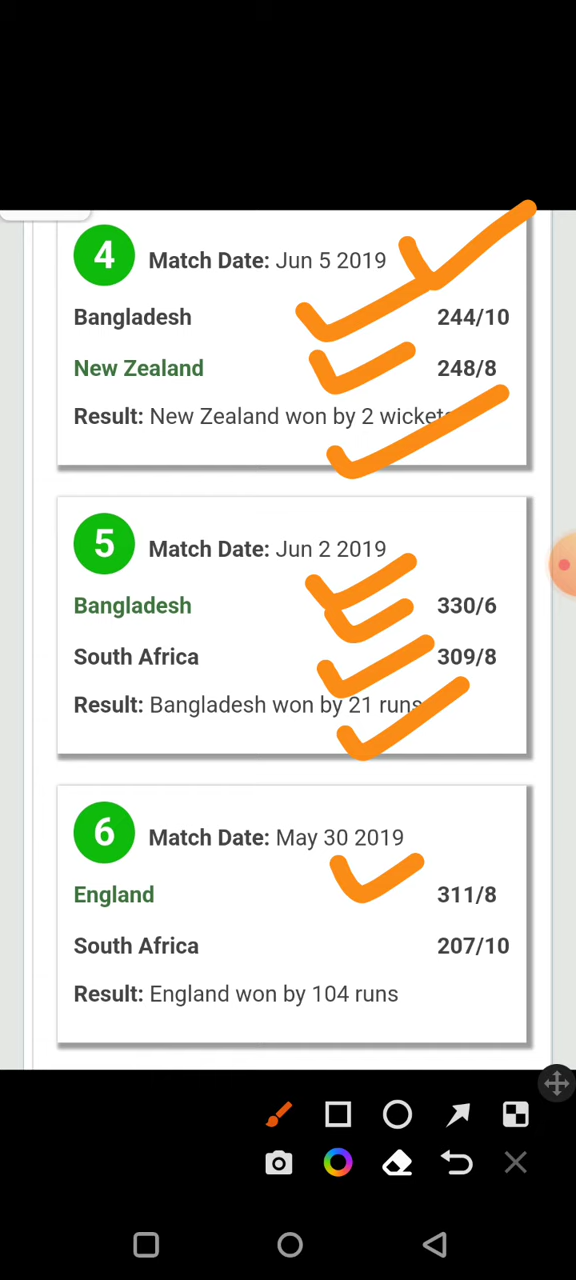 4 Match Date: Jun 5 2019
Bangladesh 244/10
New Zealand 248/8
Result: New Zealand won by 2 wickets
5 Match Date: Jun 2 2019
Bangladesh 330/6
South Africa 309/8
Result: Bangladesh won by 21 runs
6 Match Date: May 30 2019
England 311/8
South Africa 207/10
Result: England won by 104 runs